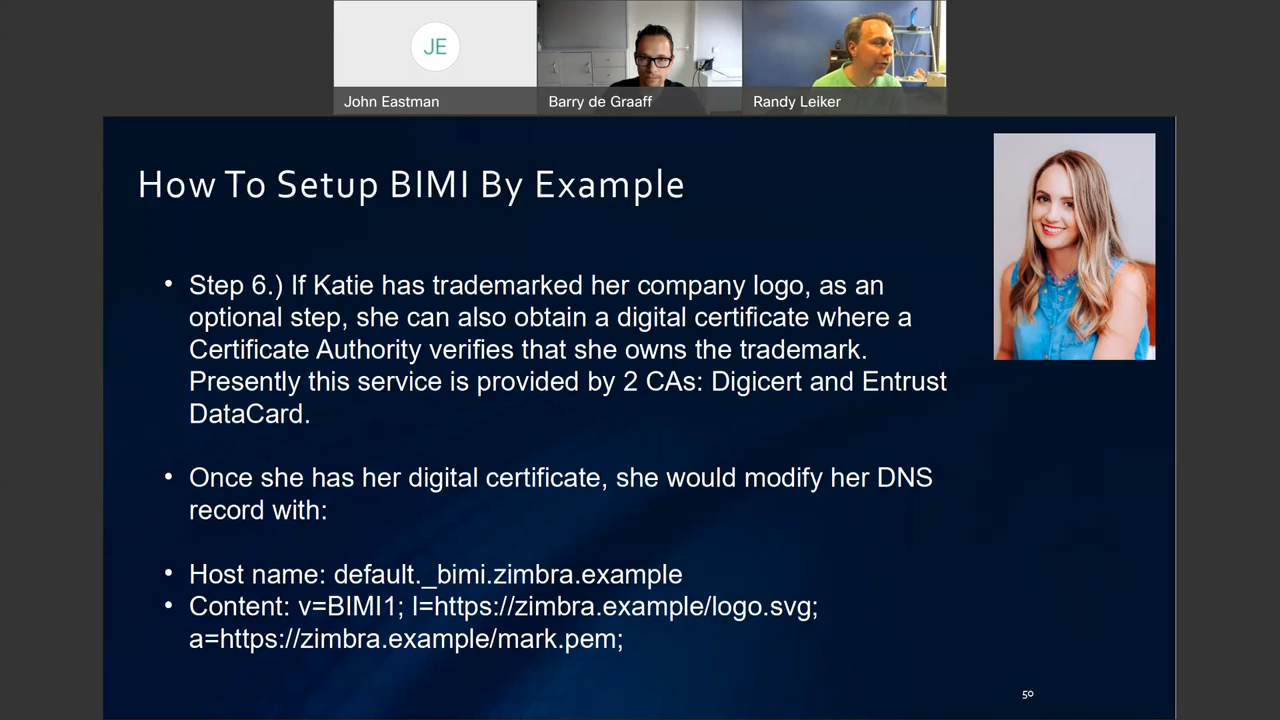 JE
John Eastman
Barry de Graaff
Randy Leiker
How To Setup BIMI By Example
• Step 6.) If Katie has trademarked her company logo, as an
optional step, she can also obtain a digital certificate where a
Certificate Authority verifies that she owns the trademark.
Presently this service is provided by 2 CAs: Digicert and Entrust
DataCard.
• Once she has her digital certificate, she would modify her DNS
record with:
• Host name: default._bimi.zimbra.example
• Content: v=BIMI1; l=https://zimbra.example/logo.svg;
a=https://zimbra.example/mark.pem;
50